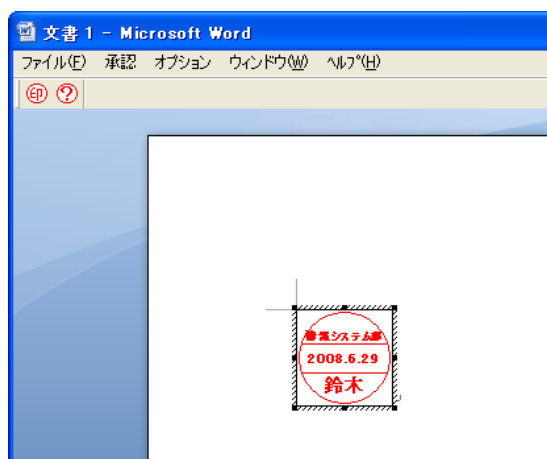 文書 1 - Microsoft Word
ファイル(F) 承認 オプション ウィンドウ(W) ヘルプ(H)
印 ?
システム部
2008.6.29
鈴木